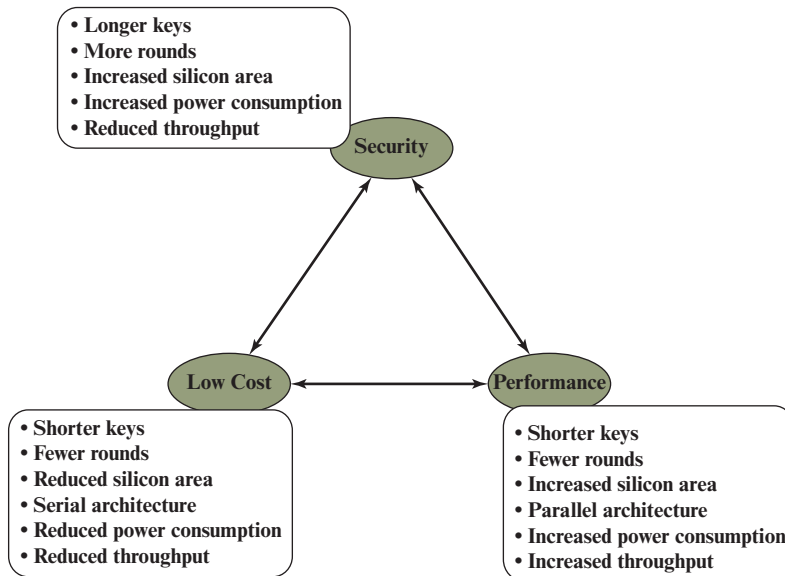 • Longer keys
• More rounds
• Increased silicon area
• Increased power consumption
• Reduced throughput
Security
Low Cost
Performance
• Shorter keys
• Fewer rounds
• Reduced silicon area
• Serial architecture
• Reduced power consumption
• Reduced throughput
• Shorter keys
• Fewer rounds
• Increased silicon area
• Parallel architecture
• Increased power consumption
• Increased throughput